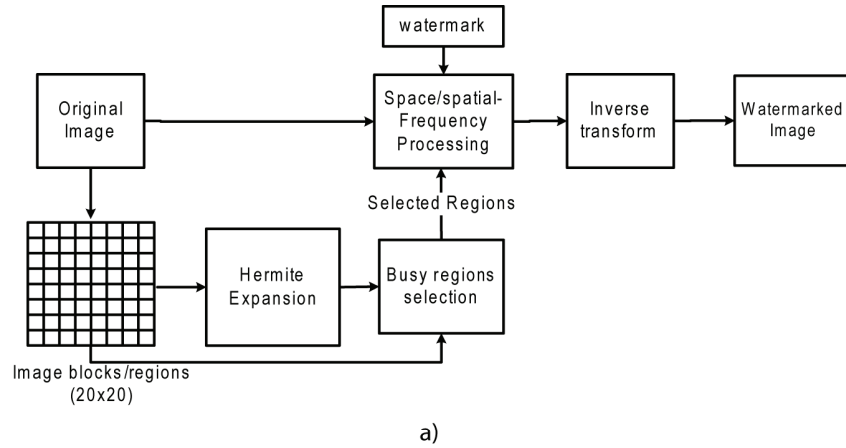 watermark
Original
Image
Space/spatial-
Frequency
Processing
Inverse
transform
Watermarked
Image
Selected Regions
Hermite
Expansion
Busy regions
selection
Image blocks/regions
(20x20)
a)